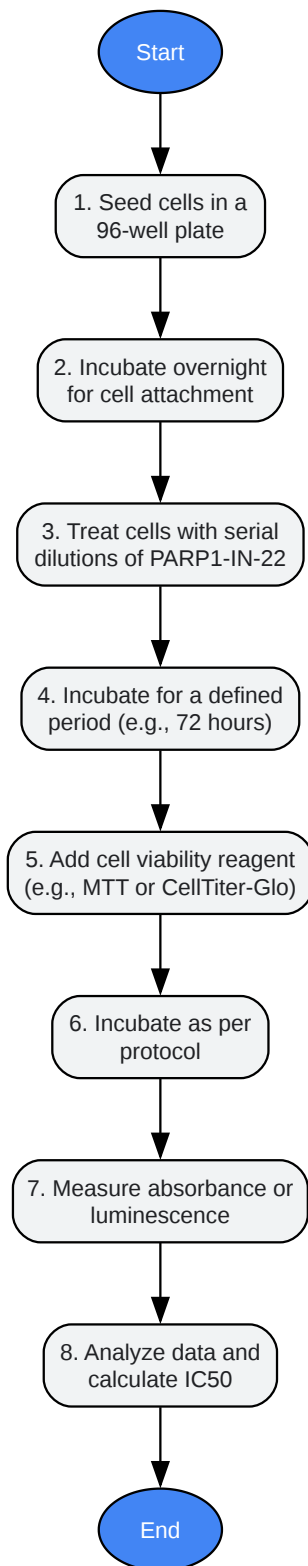 Start
1. Seed cells in a
96-well plate
2. Incubate overnight
for cell attachment
3. Treat cells with serial
dilutions of PARP1-IN-22
4. Incubate for a defined
period (e.g., 72 hours)
5. Add cell viability reagent
(e.g., MTT or CellTiter-Glo)
6. Incubate as per
protocol
7. Measure absorbance or
luminescence
8. Analyze data and
calculate IC50
End